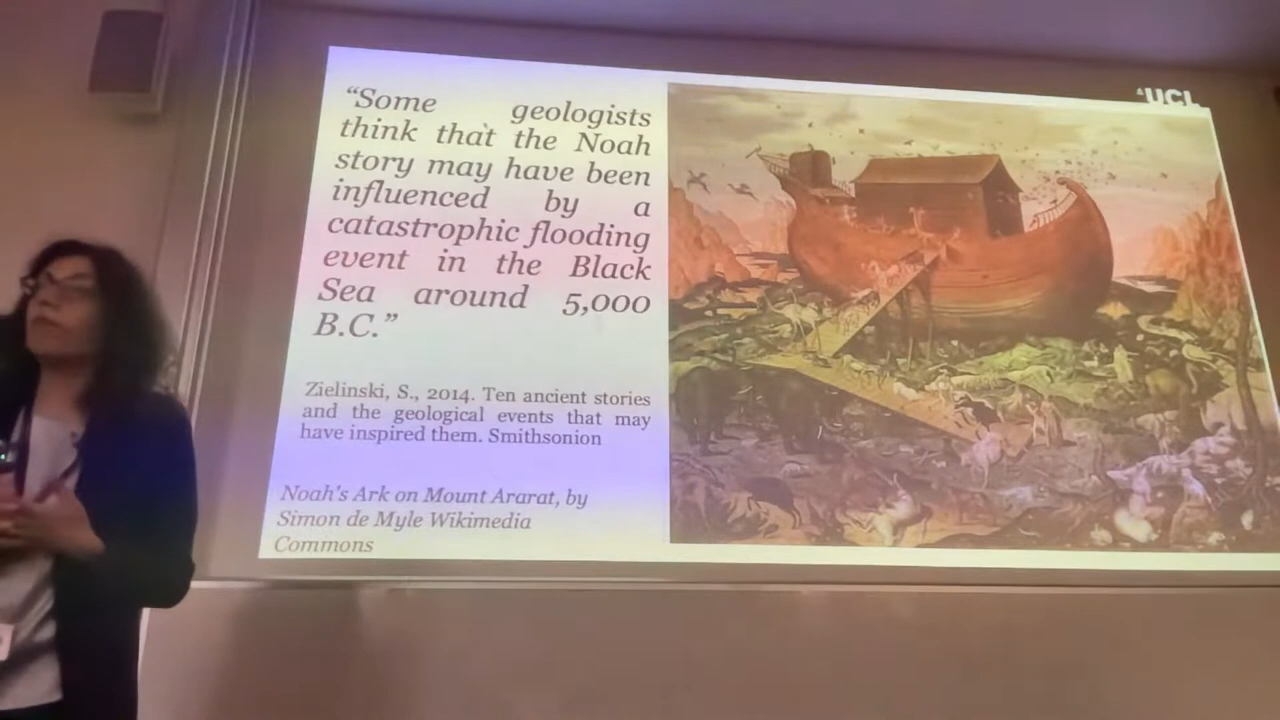 UCL
“Some geologists
think that the Noah
story may have been
influenced by a
catastrophic flooding
event in the Black
Sea around 5,000
B.C.”
Zielinski, S., 2014. Ten ancient stories
and the geological events that may
have inspired them. Smithsonion
Noah's Ark on Mount Ararat, by
Simon de Myle Wikimedia
Commons